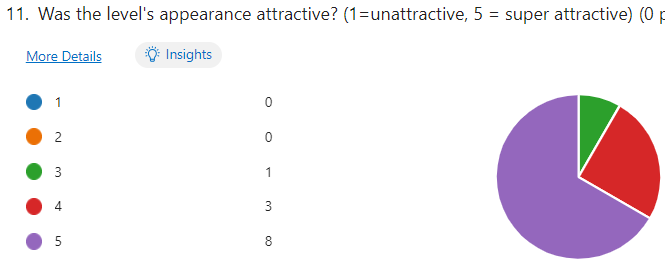 11. Was the level's appearance attractive? (1=unattractive, 5 = super attractive) (0 p
More Details Insights
1 0
2 0
3 1
4 3
5 8